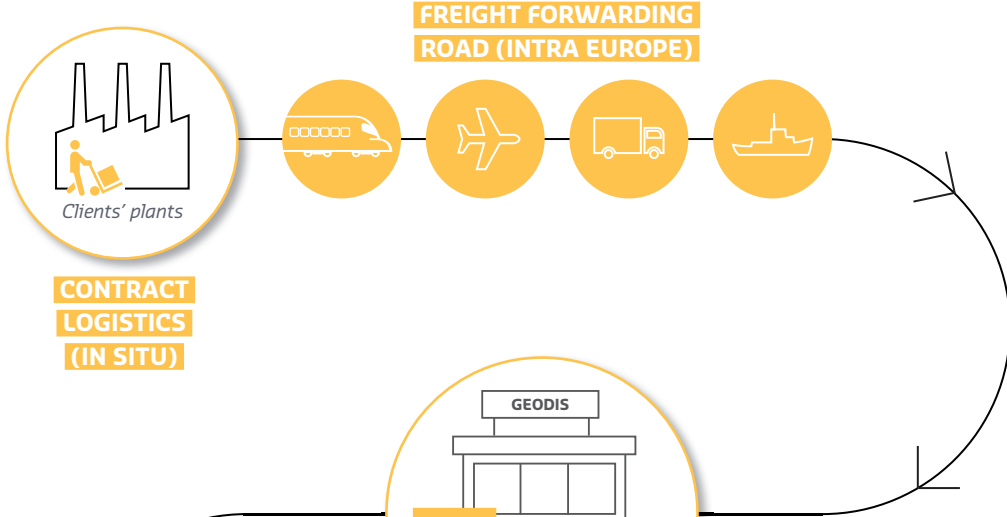 FREIGHT FORWARDING
ROAD (INTRA EUROPE)
Clients' plants
CONTRACT
LOGISTICS
(IN SITU)
GEODIS